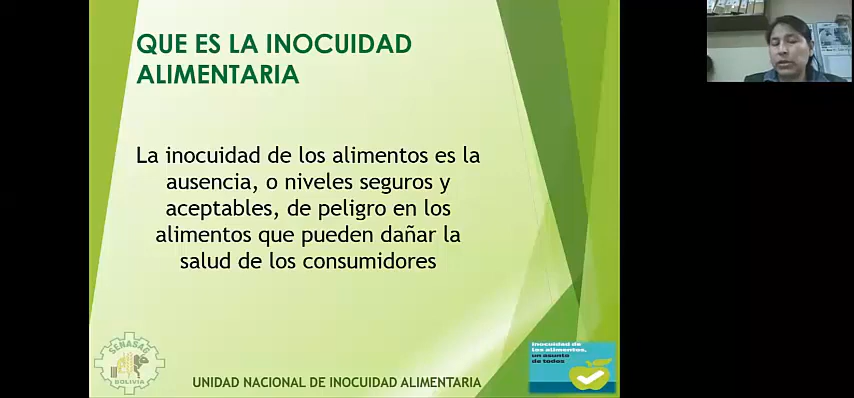 QUE ES LA INOCUIDAD
ALIMENTARIA
La inocuidad de los alimentos es la
ausencia, o niveles seguros y
aceptables, de peligro en los
alimentos que pueden dañar la
salud de los consumidores
SENASAG
BOLIVIA
UNIDAD NACIONAL DE INOCUIDAD ALIMENTARIA
Inocuidad de
los alimentos,
un asunto
de todos